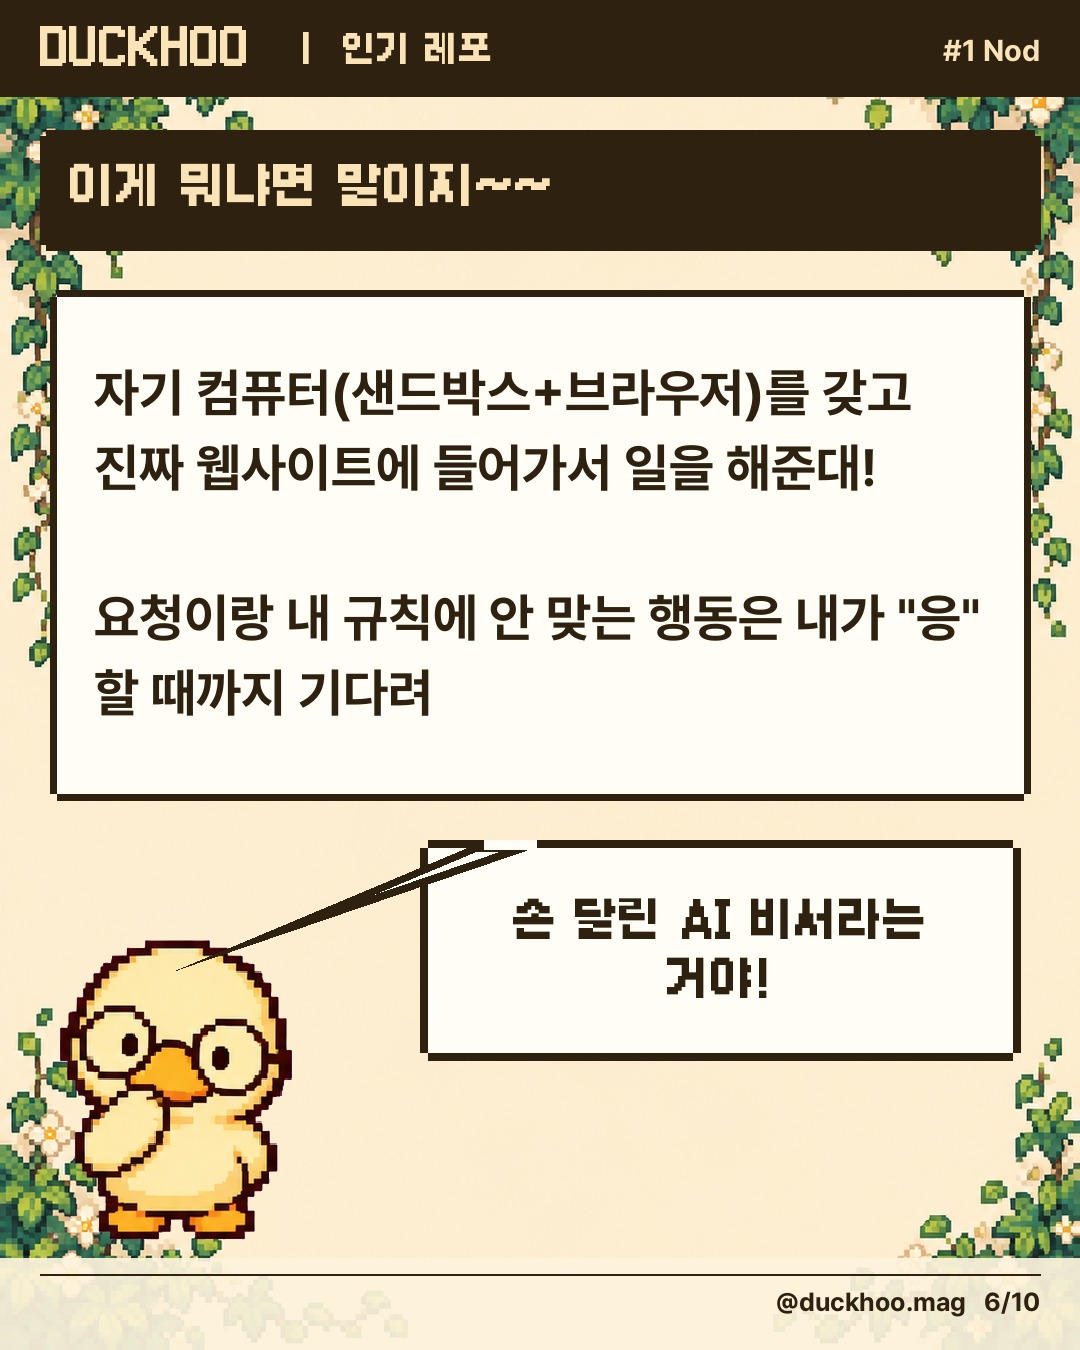 DUCKHOO | 인기 레포
#1 Nod
이게 뭐냐면 말이지~~
자기 컴퓨터(샌드박스+브라우저)를 갖고
진짜 웹사이트에 들어가서 일을 해준대!
요청이랑 내 규칙에 안 맞는 행동은 내가 "응"
할 때까지 기다려
손 달린 AI 비서라는
거야!
@duckhoo.mag 6/10